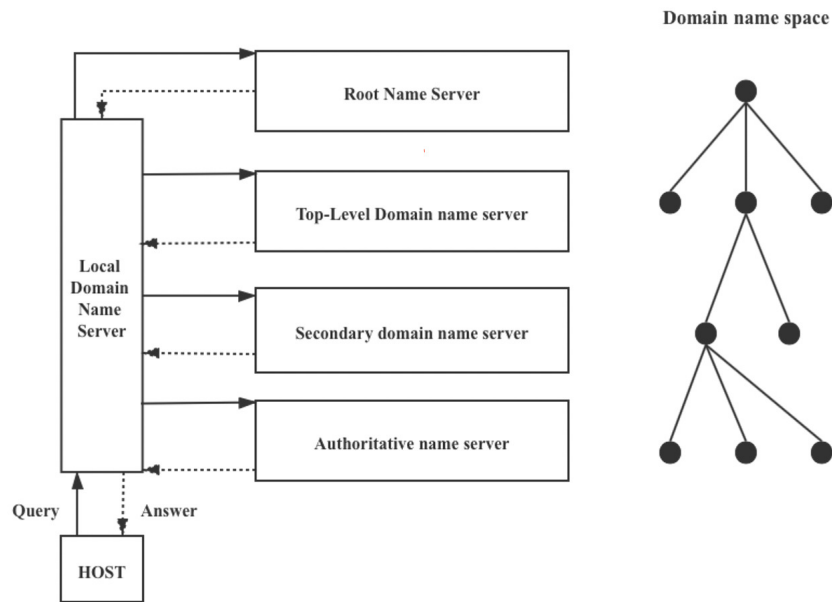 Domain name space
Root Name Server
Top-Level Domain name server
Local
Domain
Name
Server
Secondary domain name server
Authoritative name server
Query
Answer
HOST